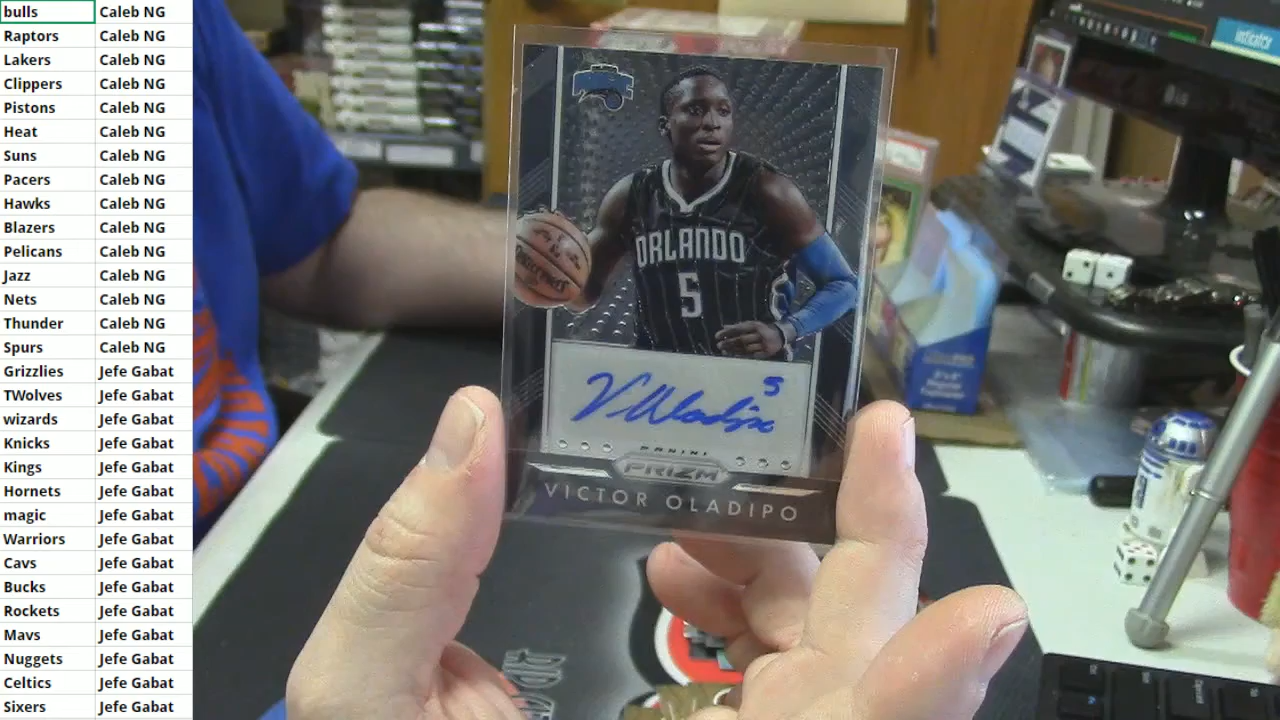 bulls Caleb NG
Raptors Caleb NG
Lakers Caleb NG
Clippers Caleb NG
Pistons Caleb NG
Heat Caleb NG
Suns Caleb NG
Pacers Caleb NG
Hawks Caleb NG
Blazers Caleb NG
Pelicans Caleb NG
Jazz Caleb NG
Nets Caleb NG
Thunder Caleb NG
Spurs Caleb NG
Grizzlies Jefe Gabat
TWolves Jefe Gabat
wizards Jefe Gabat
Knicks Jefe Gabat
Kings Jefe Gabat
Hornets Jefe Gabat
magic Jefe Gabat
Warriors Jefe Gabat
Cavs Jefe Gabat
Bucks Jefe Gabat
Rockets Jefe Gabat
Mavs Jefe Gabat
Nuggets Jefe Gabat
Celtics Jefe Gabat
Sixers Jefe Gabat
ORLANDO
5
V Oladipo 5
PANINI
PRIZM
VICTOR OLADIPO